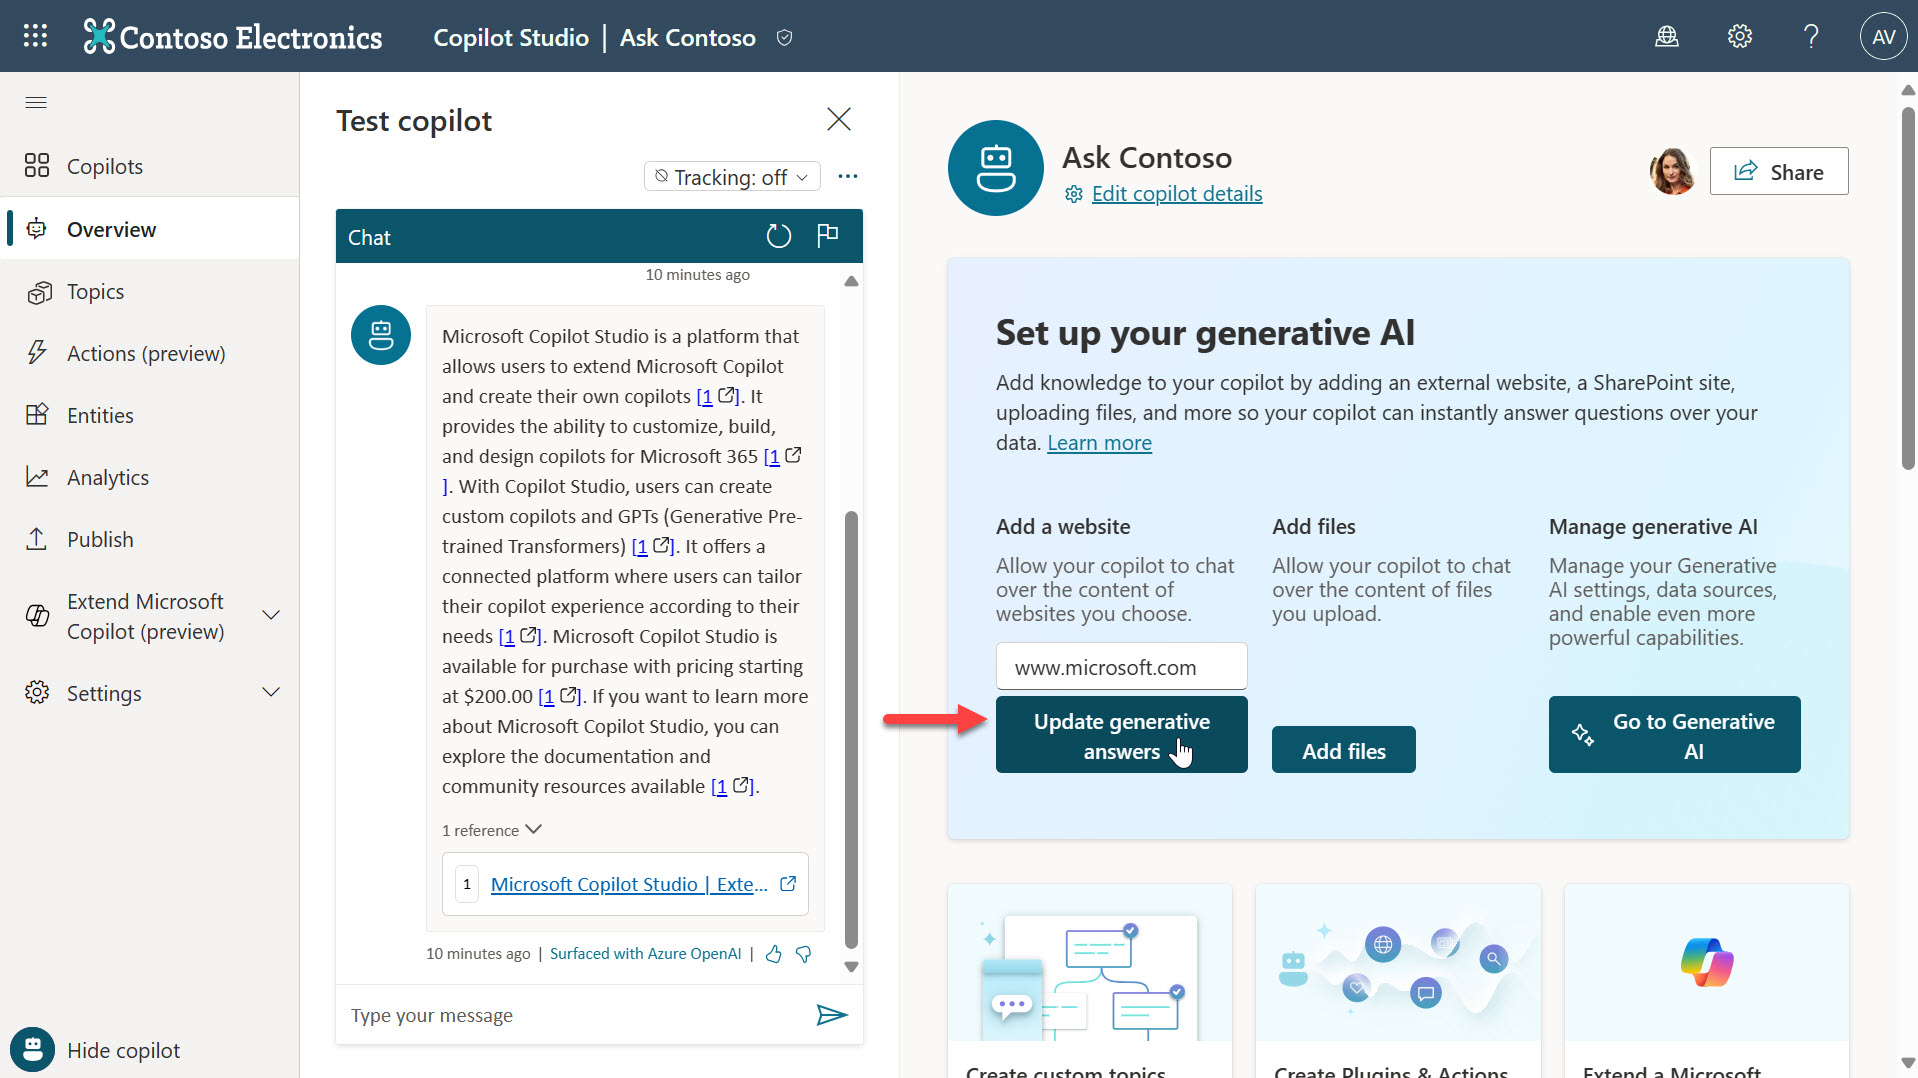 Contoso Electronics
Copilot Studio | Ask Contoso
AV
Copilots
Overview
Topics
Actions (preview)
Entities
Analytics
Publish
Extend Microsoft
Copilot (preview)
Settings
Hide copilot
Test copilot
Tracking: off
Chat
10 minutes ago
Microsoft Copilot Studio is a platform that
allows users to extend Microsoft Copilot
and create their own copilots [1]. It
provides the ability to customize, build,
and design copilots for Microsoft 365 [1
]. With Copilot Studio, users can create
custom copilots and GPTs (Generative Pre-
trained Transformers) [1]. It offers a
connected platform where users can tailor
their copilot experience according to their
needs [1]. Microsoft Copilot Studio is
available for purchase with pricing starting
at $200.00 [1]. If you want to learn more
about Microsoft Copilot Studio, you can
explore the documentation and
community resources available [1].
1 reference
1 Microsoft Copilot Studio | Exte...
10 minutes ago | Surfaced with Azure OpenAI |
Type your message
Ask Contoso
Edit copilot details
Share
Set up your generative AI
Add knowledge to your copilot by adding an external website, a SharePoint site,
uploading files, and more so your copilot can instantly answer questions over your
data. Learn more
Add a website
Allow your copilot to chat
over the content of
websites you choose.
www.microsoft.com
Update generative
answers
Add files
Allow your copilot to chat
over the content of files
you upload.
Add files
Manage generative AI
Manage your Generative
AI settings, data sources,
and enable even more
powerful capabilities.
Go to Generative
AI
Create custom topics
Create Plugins & Actions
Extend a Microsoft